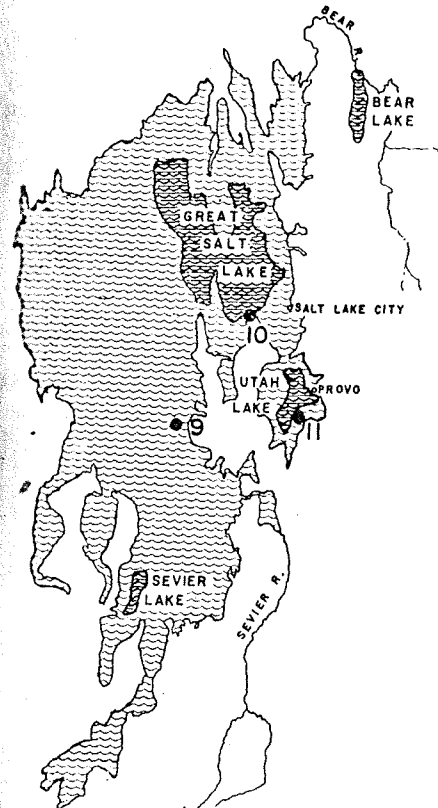 BEAR R.
BEAR
LAKE
GREAT
SALT
LAKE
SALT LAKE CITY
10
UTAH
LAKE
PROVO
9
11
SEVIER
LAKE
SEVIER R.